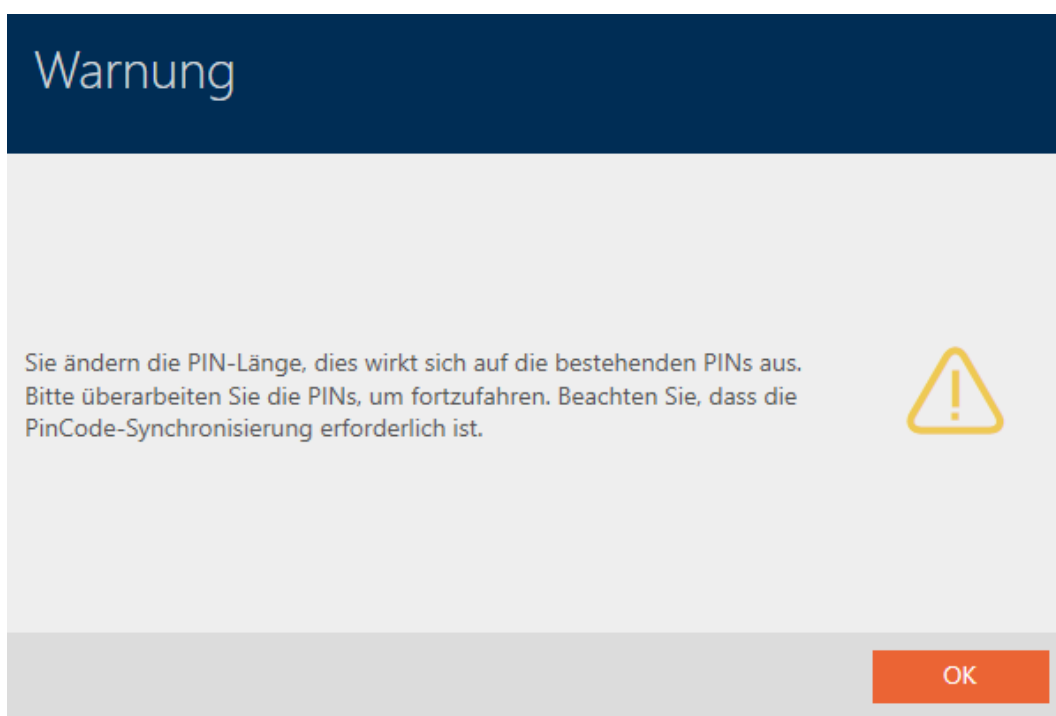 Warnung
Sie ändern die PIN-Länge, dies wirkt sich auf die bestehenden PINs aus.
Bitte überarbeiten Sie die PINs, um fortzufahren. Beachten Sie, dass die
PinCode-Synchronisierung erforderlich ist.
OK